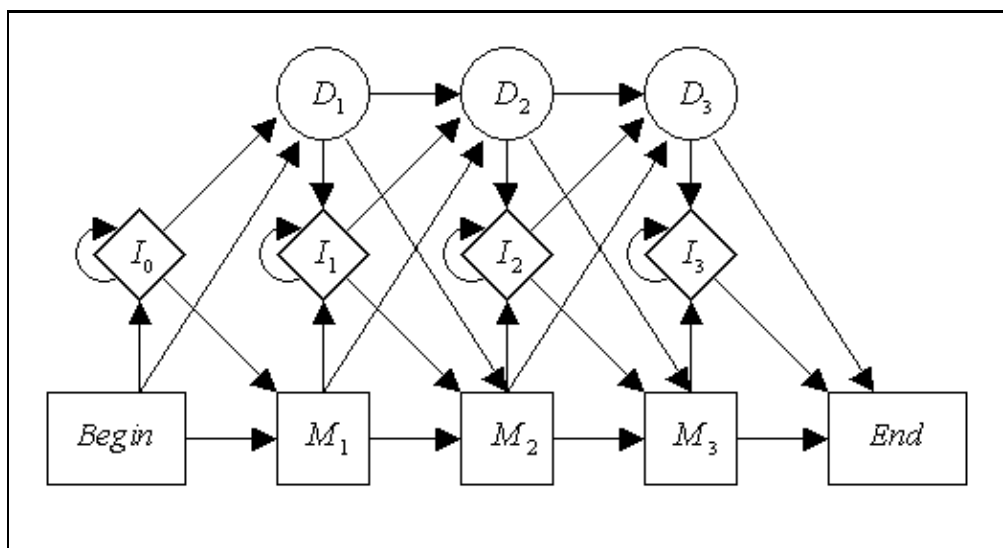 D₁ D₂ D₃
I₀ I₁ I₂ I₃
Begin M₁ M₂ M₃ End